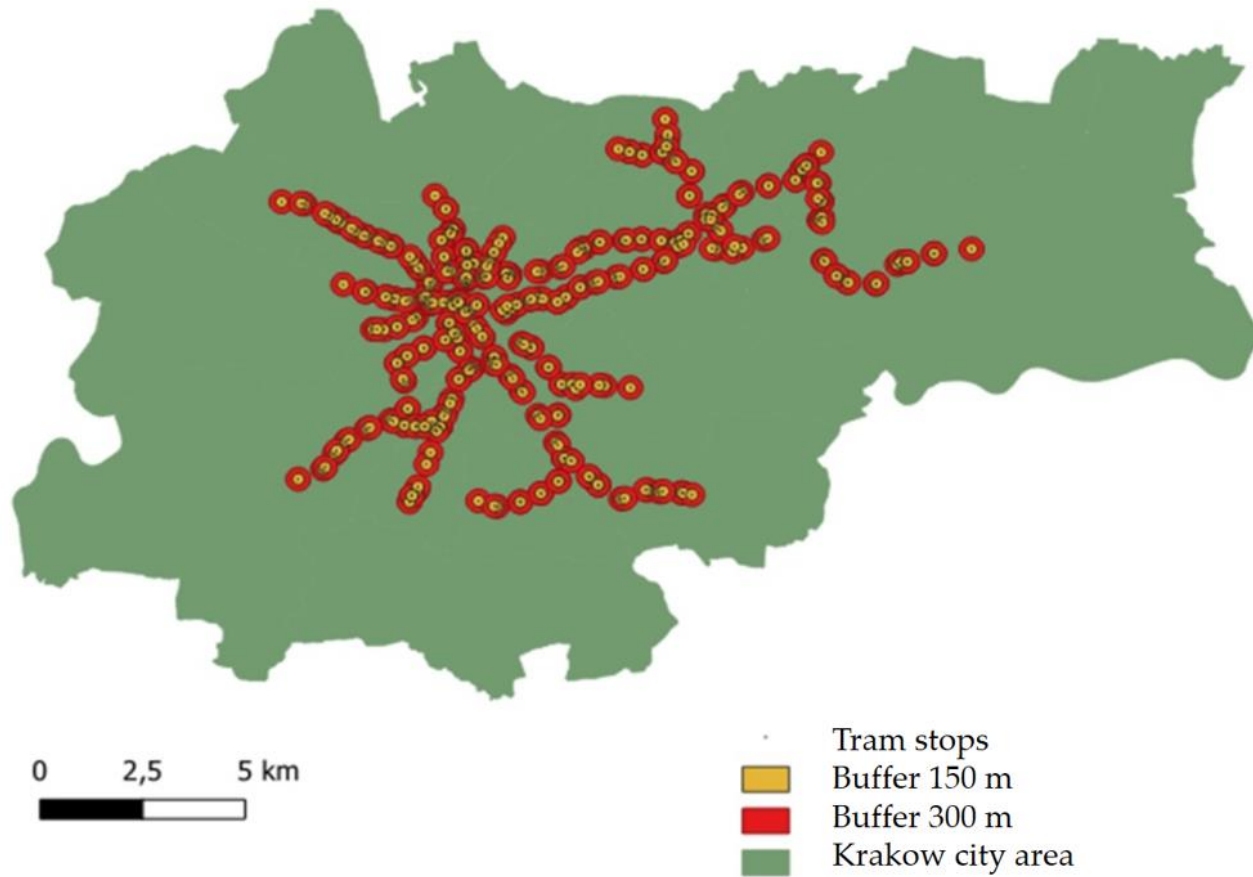 0 2,5 5 km
Tram stops
Buffer 150 m
Buffer 300 m
Krakow city area